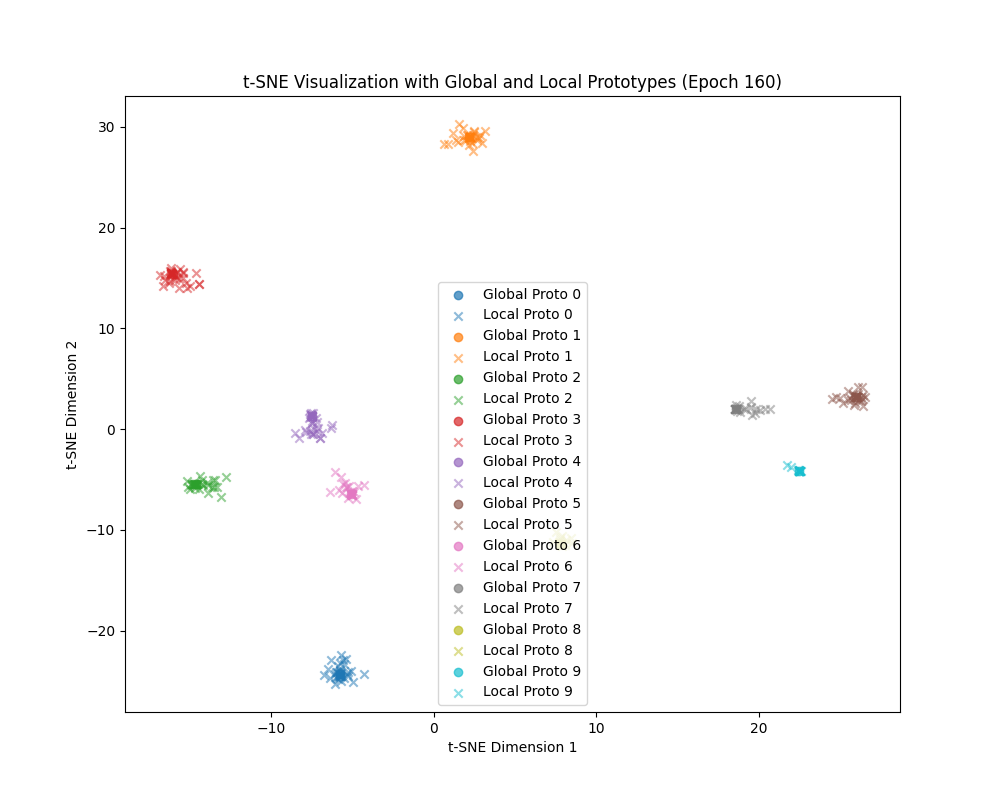 t-SNE Visualization with Global and Local Prototypes (Epoch 160)
30
20
10
0
−10
−20
t-SNE Dimension 2
Global Proto 0
Local Proto 0
Global Proto 1
Local Proto 1
Global Proto 2
Local Proto 2
Global Proto 3
Local Proto 3
Global Proto 4
Local Proto 4
Global Proto 5
Local Proto 5
Global Proto 6
Local Proto 6
Global Proto 7
Local Proto 7
Global Proto 8
Local Proto 8
Global Proto 9
Local Proto 9
−10 0 10 20
t-SNE Dimension 1